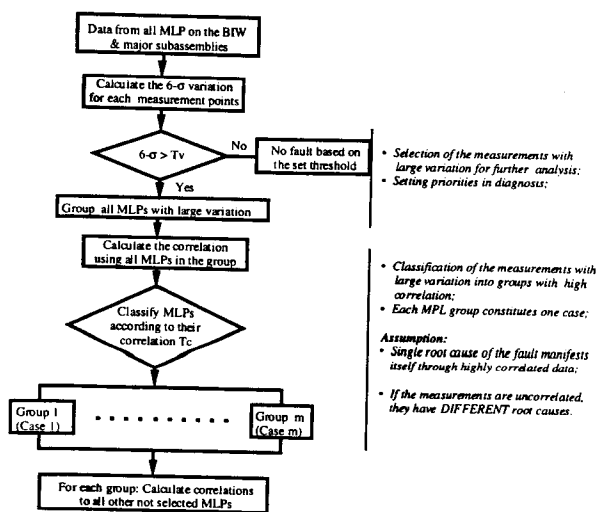 Data from all MLP on the BIW
& major subassemblies
Calculate the 6-σ variation
for each measurement points
6-σ > Tv
No
No fault based on
the set threshold
Yes
Group all MLPs with large variation
Calculate the correlation
using all MLPs in the group
Classify MLPs
according to their
correlation Tc
Group 1
(Case 1)
Group m
(Case m)
For each group: Calculate correlations
to all other not selected MLPs
• Selection of the measurements with
large variation for further analysis;
• Setting priorities in diagnosis;
• Classification of the measurements with
large variation into groups with high
correlation;
• Each MPL group constitutes one case;
Assumption:
• Single root cause of the fault manifests
itself through highly correlated data;
• If the measurements are uncorrelated,
they have DIFFERENT root causes.